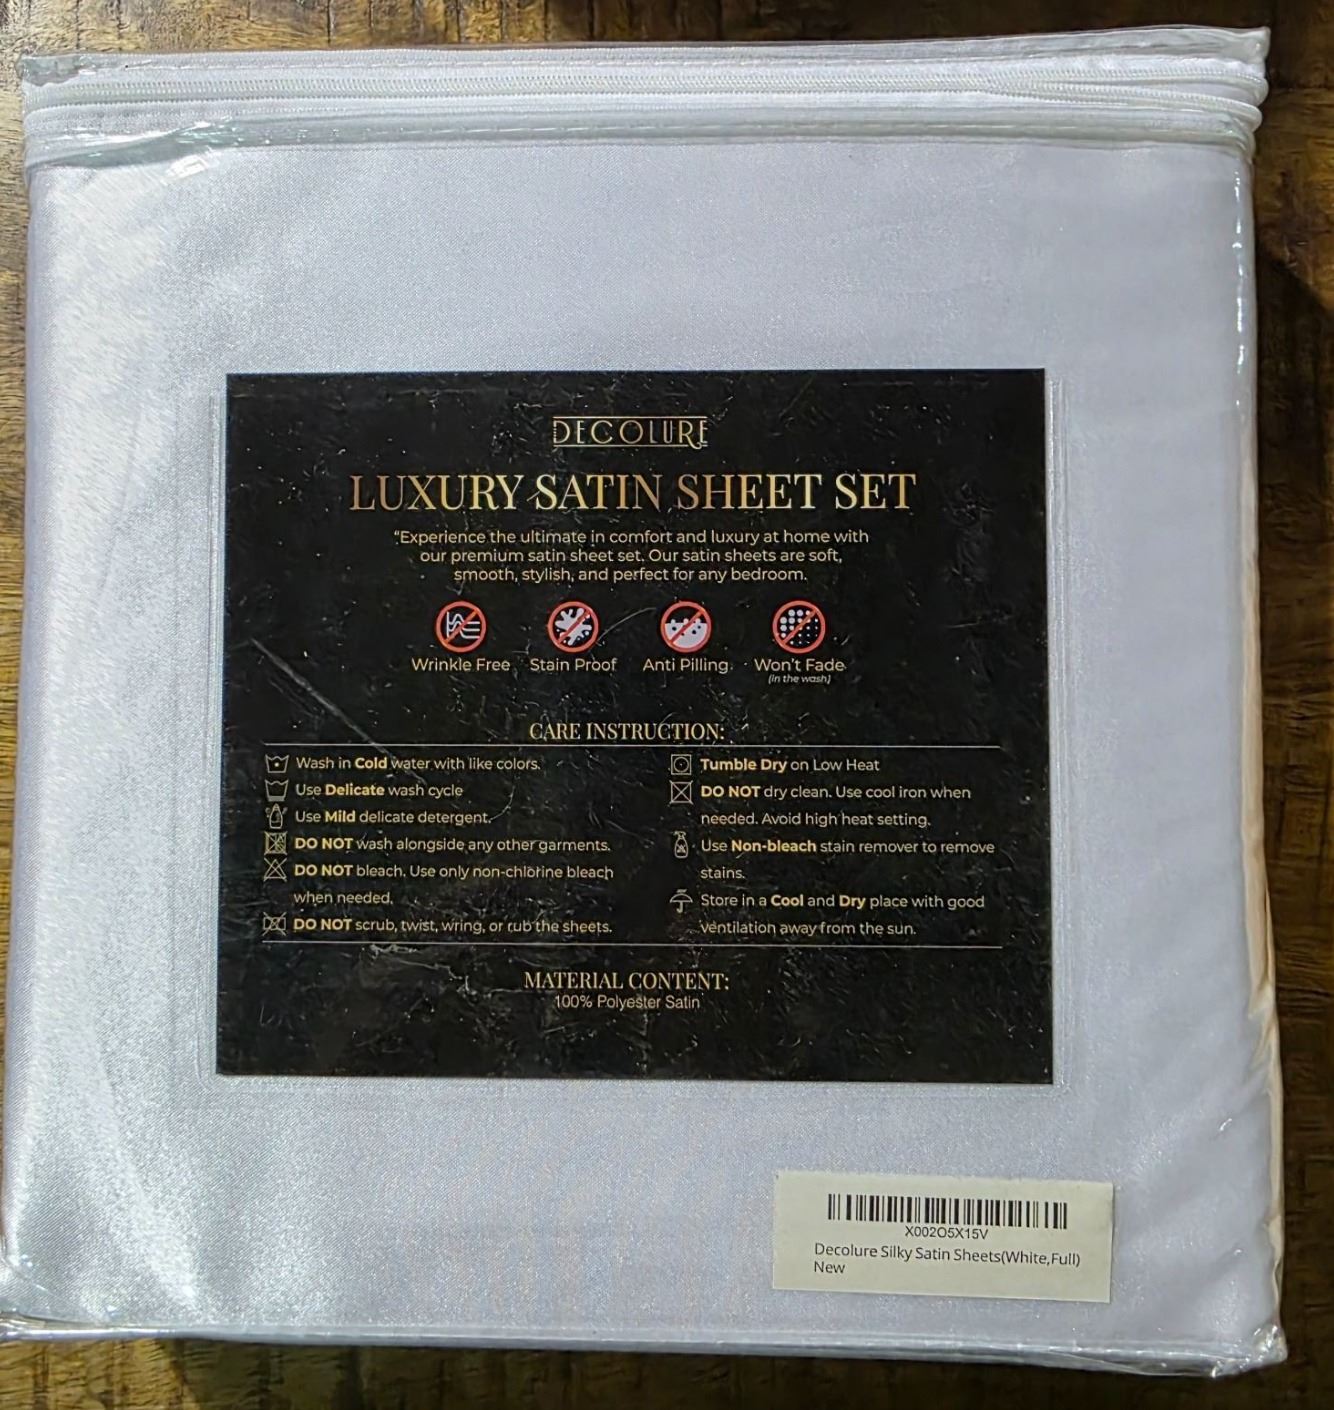 DECOLURE
LUXURY SATIN SHEET SET
“Experience the ultimate in comfort and luxury at home with
our premium satin sheet set. Our satin sheets are soft,
smooth, stylish, and perfect for any bedroom.
Wrinkle Free
Stain Proof
Anti Pilling
Won't Fade
(in the wash)
CARE INSTRUCTION:
Wash in Cold water with like colors.
Use Delicate wash cycle
Use Mild delicate detergent.
DO NOT wash alongside any other garments.
DO NOT bleach. Use only non-chlorine bleach
when needed.
DO NOT scrub, twist, wring, or rub the sheets.
Tumble Dry on Low Heat
DO NOT dry clean. Use cool iron when
needed. Avoid high heat setting.
Use Non-bleach stain remover to remove
stains.
Store in a Cool and Dry place with good
ventilation away from the sun.
MATERIAL CONTENT:
100% Polyester Satin
X002O5X15V
Decolure Silky Satin Sheets(White,Full)
New